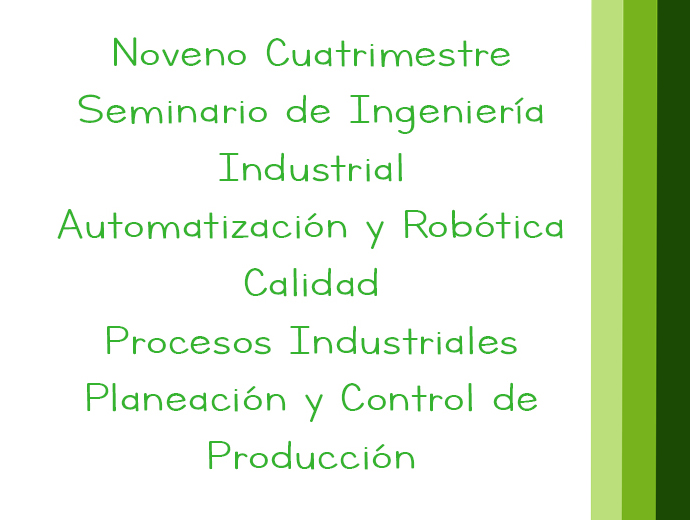 Noveno Cuatrimestre
Seminario de Ingeniería
Industrial
Automatización y Robótica
Calidad
Procesos Industriales
Planeación y Control de
Producción